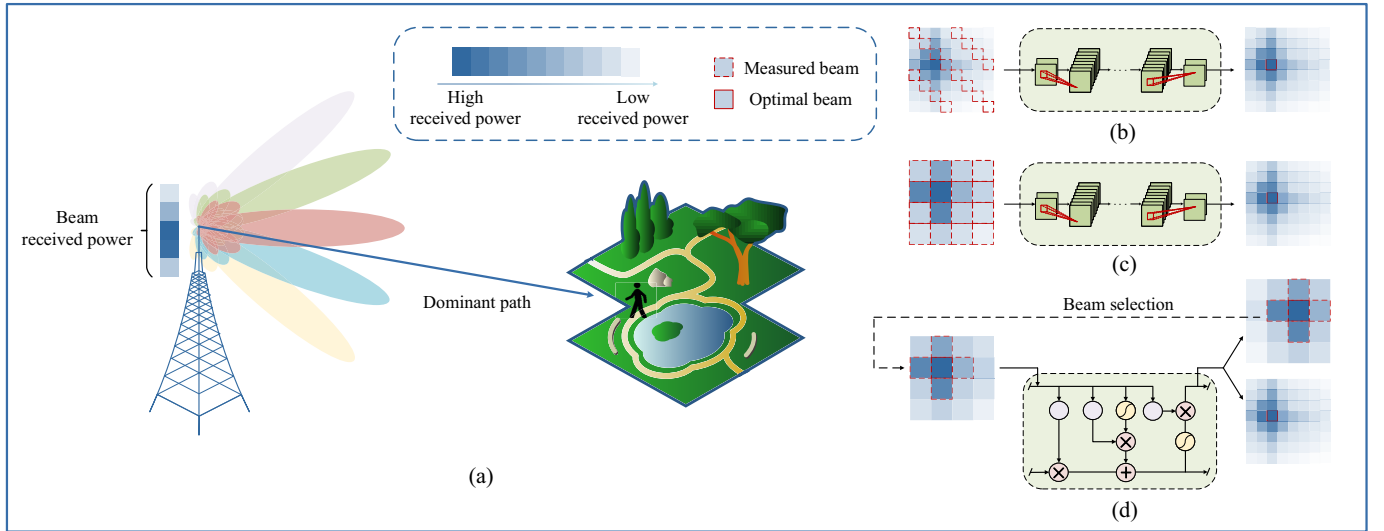 High
received power
Low
received power
Measured beam
Optimal beam
Beam
received power
Dominant path
(a)
(b)
(c)
Beam selection
(d)